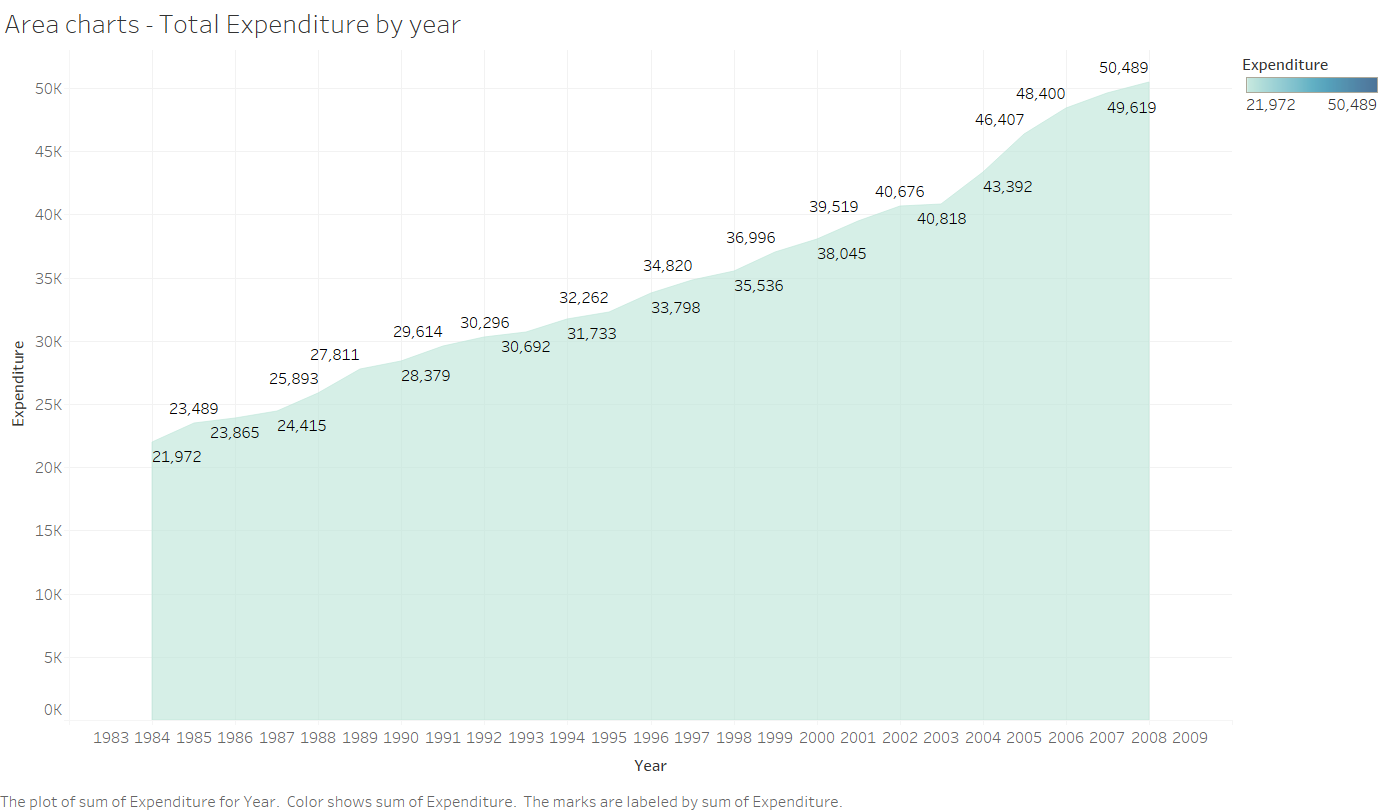 Area charts - Total Expenditure by year
Expenditure
21,972 50,489
50K
45K
40K
35K
30K
25K
20K
15K
10K
5K
0K
Expenditure
21,972
23,489
23,865
24,415
25,893
27,811
28,379
29,614
30,296
30,692
31,733
32,262
33,798
34,820
35,536
36,996
38,045
39,519
40,676
40,818
43,392
46,407
48,400
49,619
50,489
1983 1984 1985 1986 1987 1988 1989 1990 1991 1992 1993 1994 1995 1996 1997 1998 1999 2000 2001 2002 2003 2004 2005 2006 2007 2008 2009
Year
The plot of sum of Expenditure for Year. Color shows sum of Expenditure. The marks are labeled by sum of Expenditure.